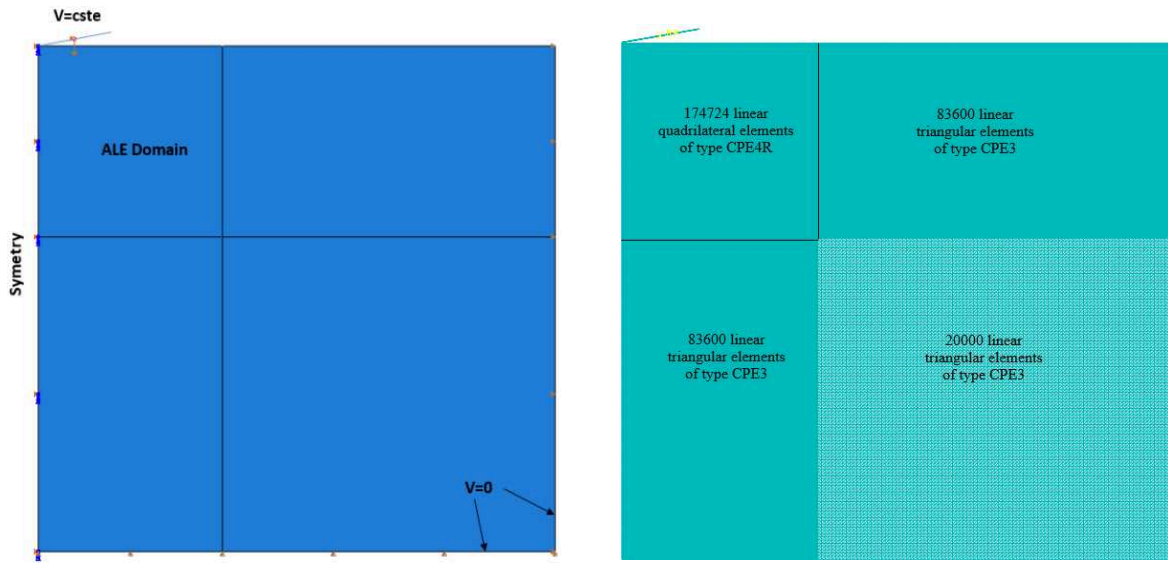 V=cste
ALE Domain
Symetry
V=0
174724 linear
quadrilateral elements
of type CPE4R
83600 linear
triangular elements
of type CPE3
83600 linear
triangular elements
of type CPE3
20000 linear
triangular elements
of type CPE3